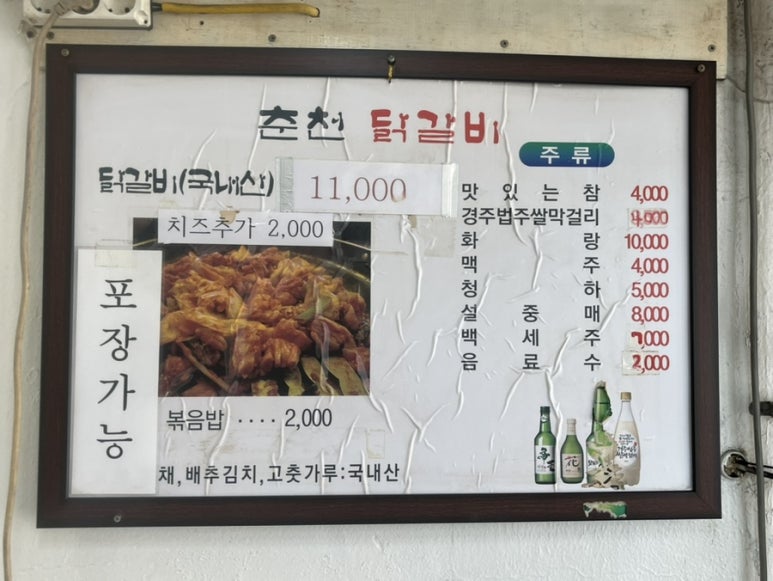 춘천 닭갈비
닭갈비(국내산) 11,000
치즈추가 2,000
포장가능
볶음밥 ···· 2,000
채,배추김치,고춧가루:국내산
주류
맛있는참 4,000
경주법주쌀막걸리 4,000
화랑 10,000
맥주 4,000
청하 5,000
설중매 8,000
백세주
음료수 2,000